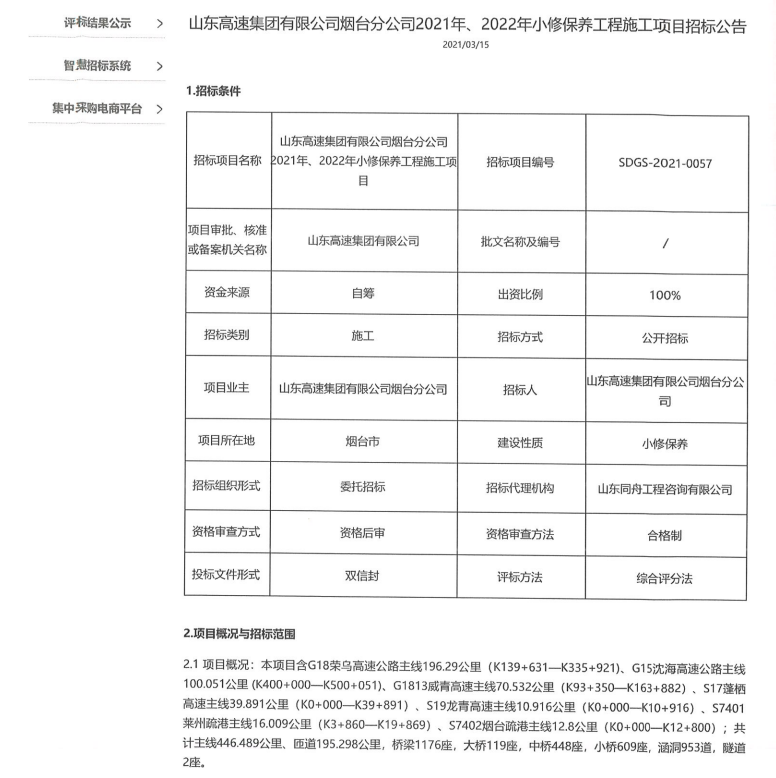 评标结果公示 >
智慧招标系统 >
集中采购电商平台 >
山东高速集团有限公司烟台分公司2021年、2022年小修保养工程施工项目招标公告
2021/03/15
1.招标条件
招标项目名称
山东高速集团有限公司烟台分公司
2021年、2022年小修保养工程施工项
目
招标项目编号
SDGS-2021-0057
项目审批、核准
或备案机关名称
山东高速集团有限公司
批文名称及编号
/
资金来源
自筹
出资比例
100%
招标类别
施工
招标方式
公开招标
项目业主
山东高速集团有限公司烟台分公司
招标人
山东高速集团有限公司烟台分公
司
项目所在地
烟台市
建设性质
小修保养
招标组织形式
委托招标
招标代理机构
山东同舟工程咨询有限公司
资格审查方式
资格后审
资格审查方法
合格制
投标文件形式
双信封
评标方法
综合评分法
2.项目概况与招标范围
2.1 项目概况：本项目含G18荣乌高速公路主线196.29公里（K139+631—K335+921)、G15沈海高速公路主线
100.051公里 (K400+000—K500+051)、G1813威青高速主线70.532公里（K93+350—K163+882）、S17蓬栖
高速主线39.891公里（K0+000—K39+891）、S19龙青高速主线10.916公里（K0+000—K10+916）、S7401
莱州疏港主线16.009公里（K3+860—K19+869）、S7402烟台疏港主线12.8公里（K0+000—K12+800）；共
计主线446.489公里、匝道195.298公里，桥梁1176座，大桥119座，中桥448座，小桥609座，涵洞953道，隧道
2座。